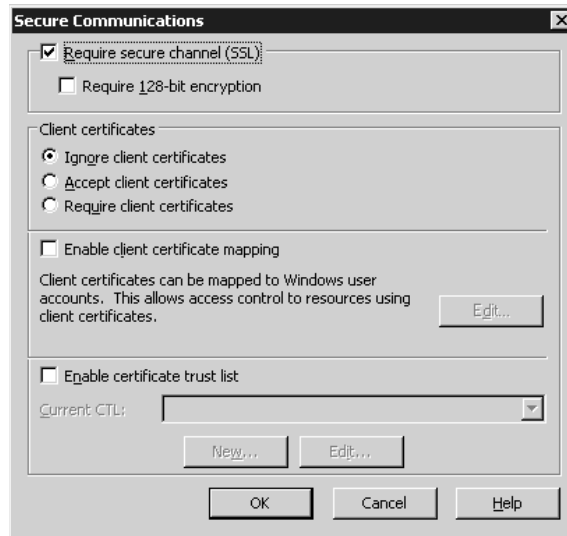 Secure Communications
Require secure channel (SSL)
Require 128-bit encryption
Client certificates
Ignore client certificates
Accept client certificates
Require client certificates
Enable client certificate mapping
Client certificates can be mapped to Windows user
accounts. This allows access control to resources using
client certificates.
Edit...
Enable certificate trust list
Current CTL:
New... Edit...
OK Cancel Help